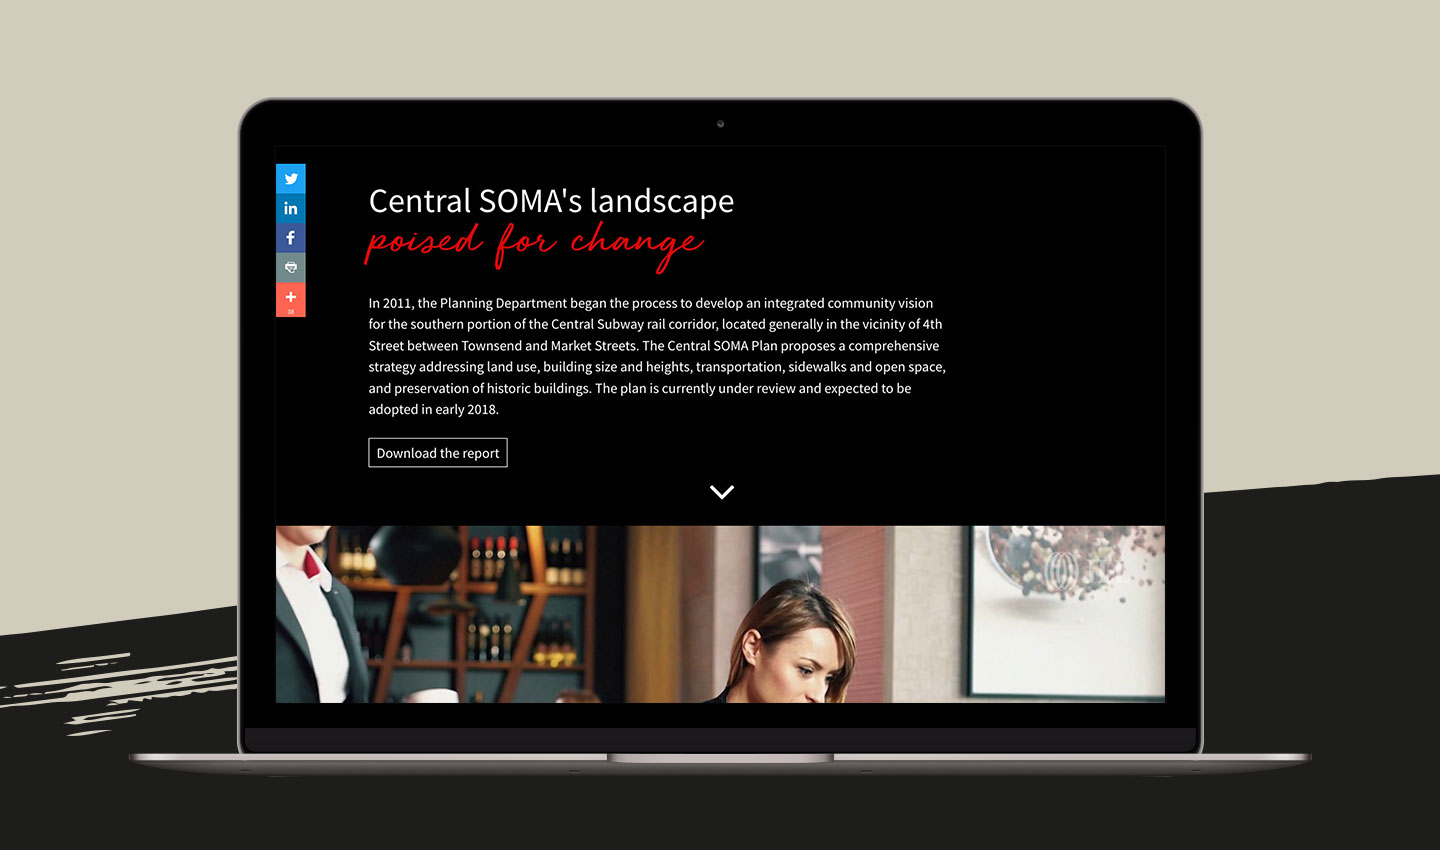 Central SOMA's landscape
poised for change
In 2011, the Planning Department began the process to develop an integrated community vision
for the southern portion of the Central Subway rail corridor, located generally in the vicinity of 4th
Street between Townsend and Market Streets. The Central SOMA Plan proposes a comprehensive
strategy addressing land use, building size and heights, transportation, sidewalks and open space,
and preservation of historic buildings. The plan is currently under review and expected to be
adopted in early 2018.
Download the report
in
f
+
38